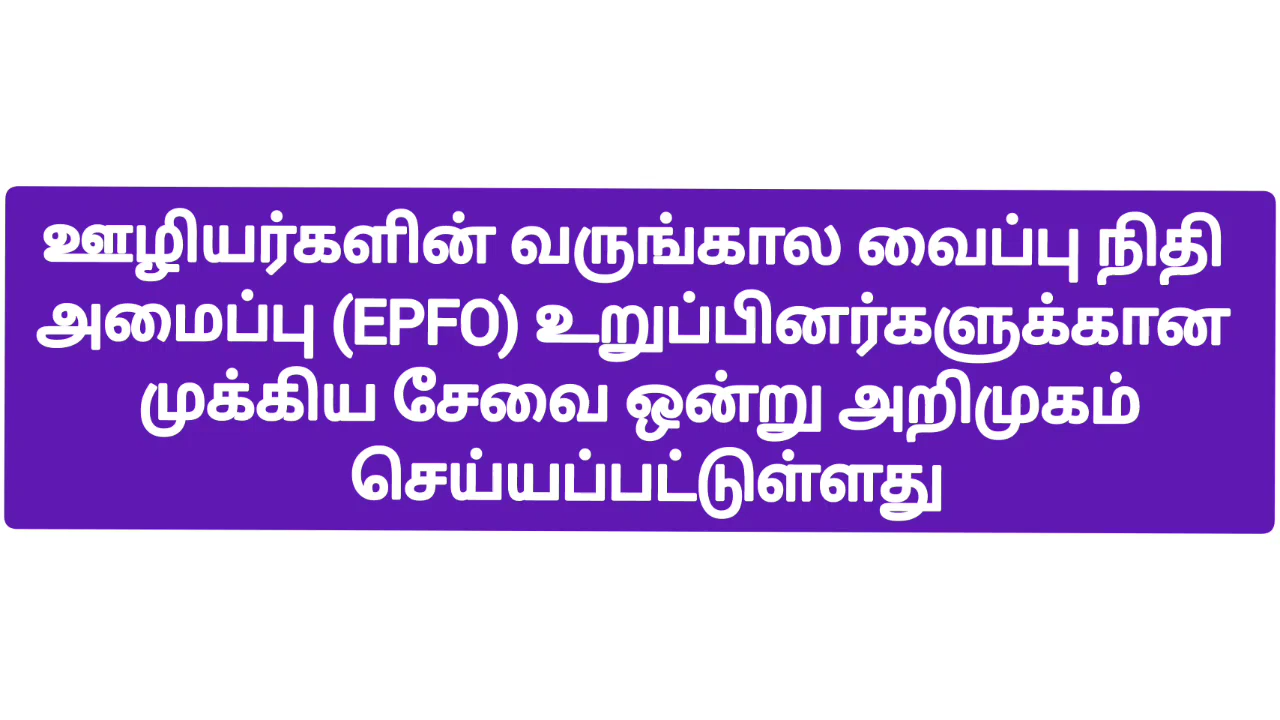 ஊழியர்களின் வருங்கால வைப்பு நிதி
அமைப்பு (EPFO) உறுப்பினர்களுக்கான
முக்கிய சேவை ஒன்று அறிமுகம்
செய்யப்பட்டுள்ளது